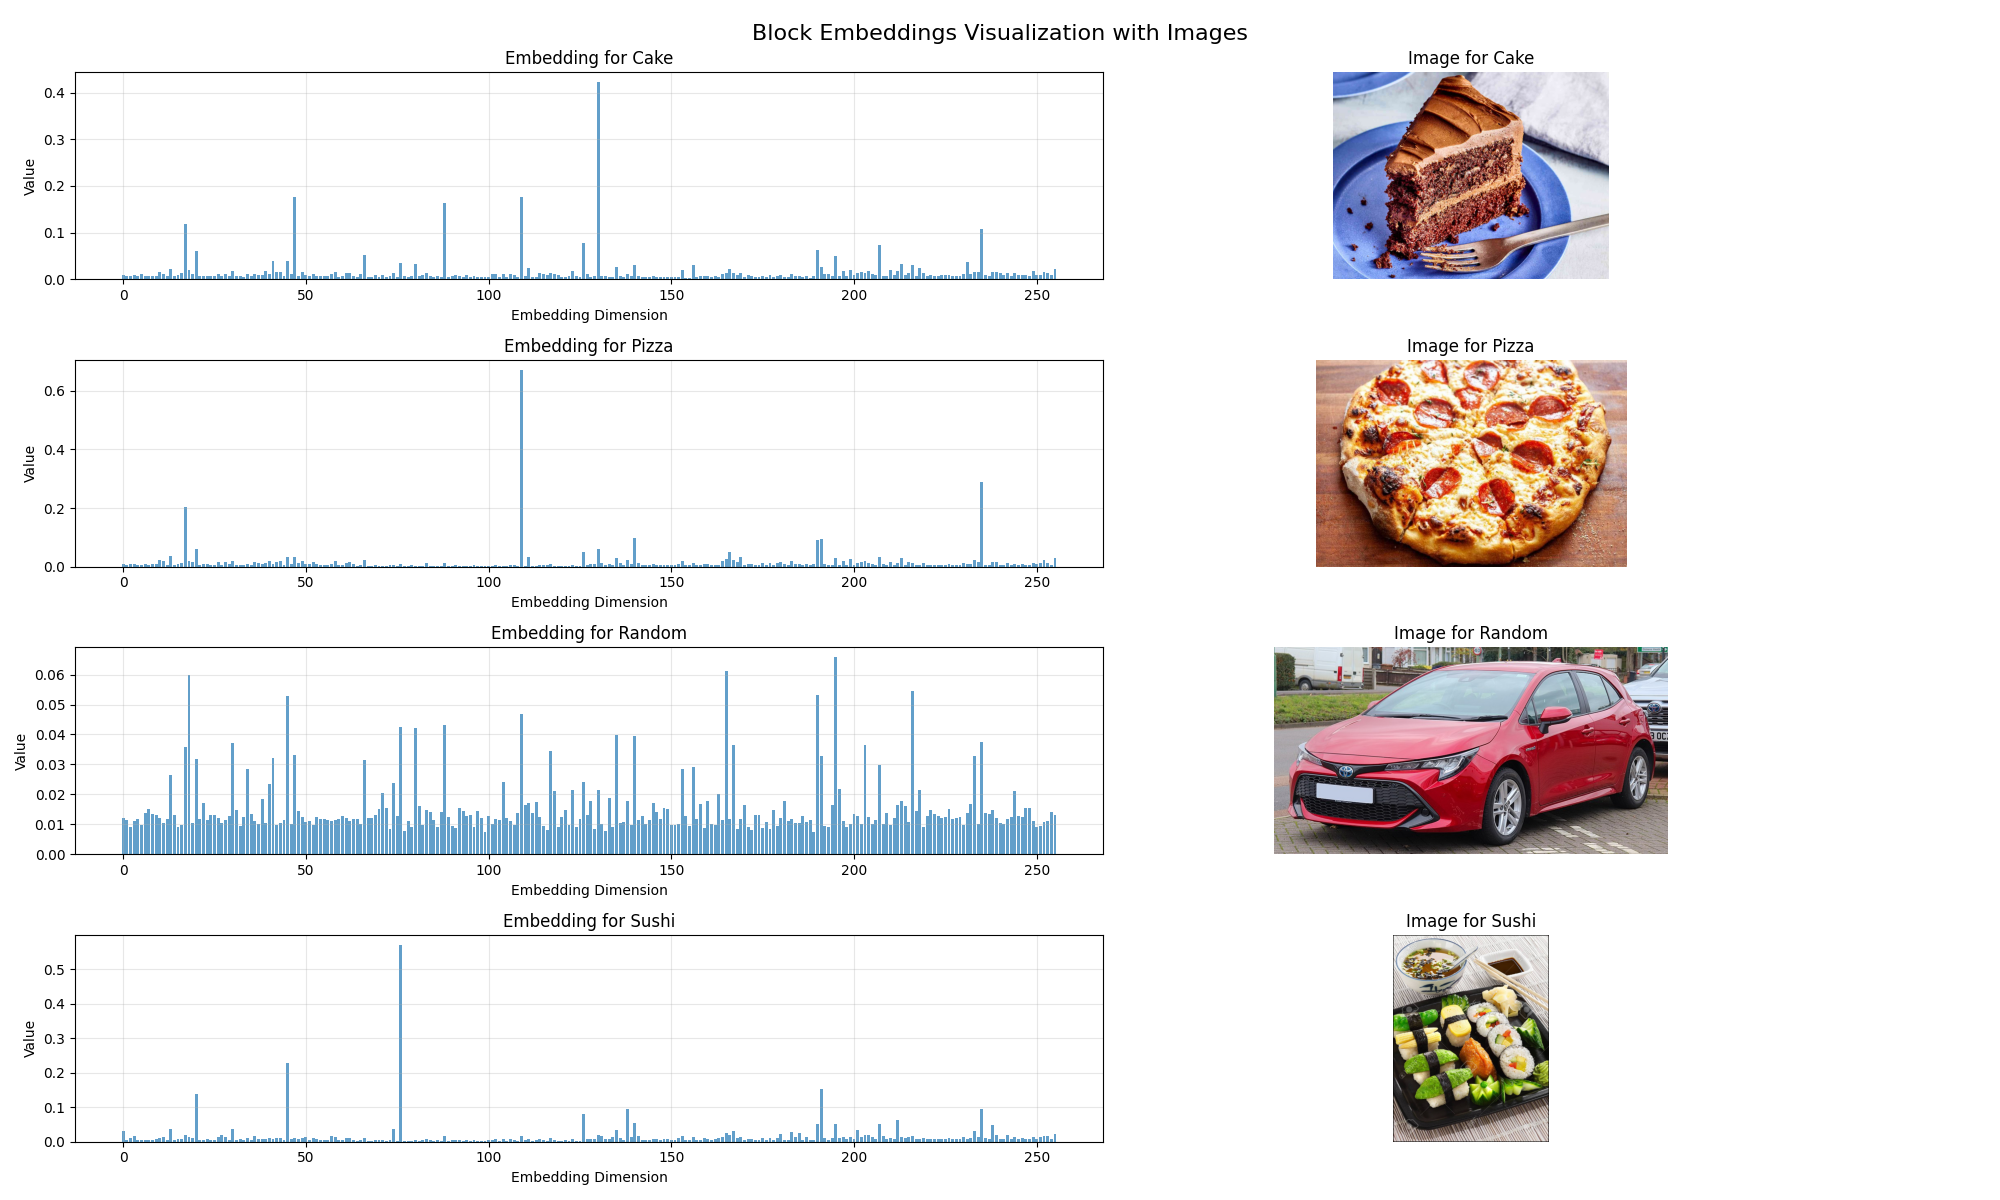 Block Embeddings Visualization with Images
Embedding for Cake
Value
0.4
0.3
0.2
0.1
0.0
0 50 100 150 200 250
Embedding Dimension
Image for Cake
Embedding for Pizza
Value
0.6
0.4
0.2
0.0
0 50 100 150 200 250
Embedding Dimension
Image for Pizza
Embedding for Random
Value
0.06
0.05
0.04
0.03
0.02
0.01
0.00
0 50 100 150 200 250
Embedding Dimension
Image for Random
Embedding for Sushi
Value
0.5
0.4
0.3
0.2
0.1
0.0
0 50 100 150 200 250
Embedding Dimension
Image for Sushi